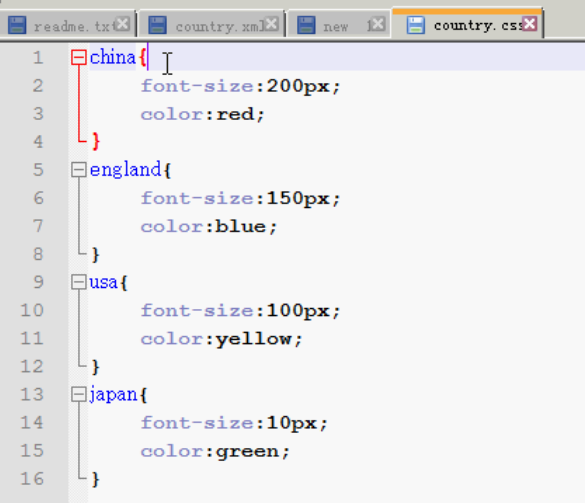 readme.txt country.xml new 1 country.css
1 china{
2 font-size:200px;
3 color:red;
4 }
5 england{
6 font-size:150px;
7 color:blue;
8 }
9 usa{
10 font-size:100px;
11 color:yellow;
12 }
13 japan{
14 font-size:10px;
15 color:green;
16 }